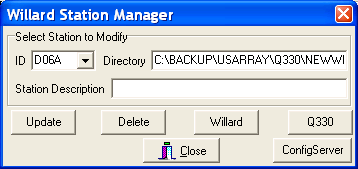 Willard Station Manager
Select Station to Modify
ID D06A Directory C:\BACKUP\USARRAY\Q330\NEWWI
Station Description
Update Delete Willard Q330
Close ConfigServer